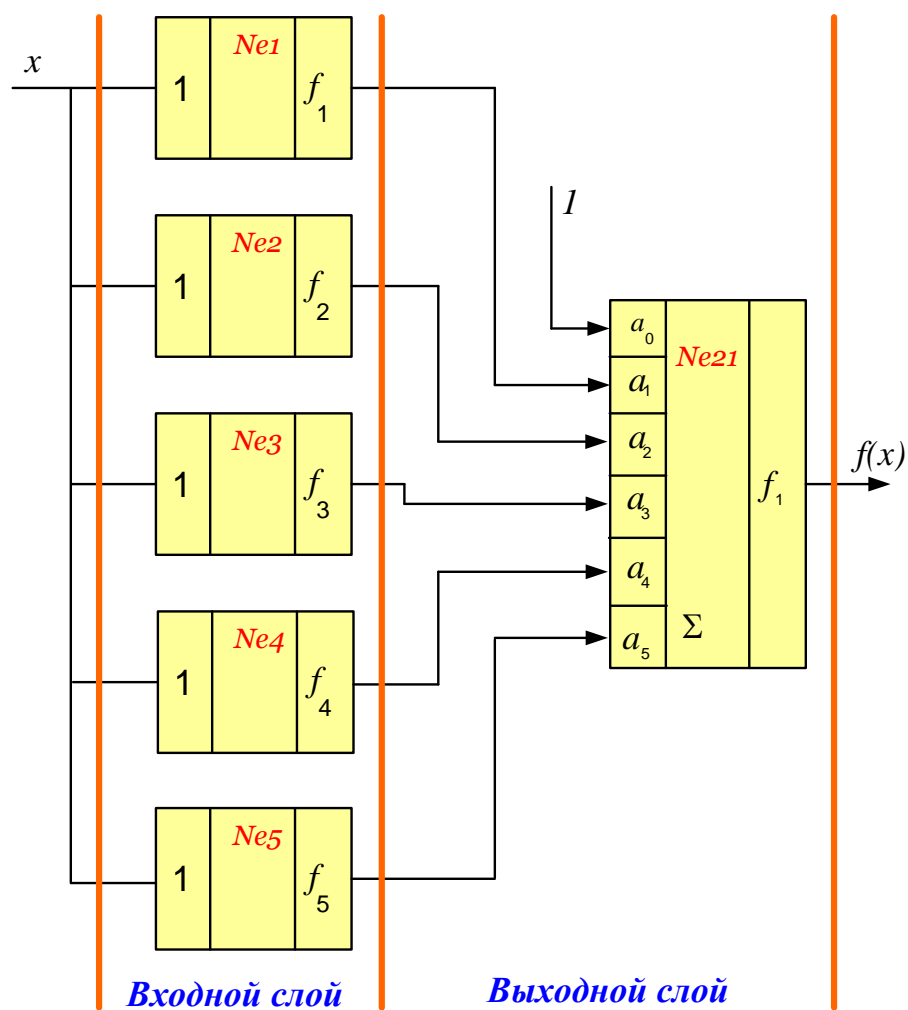 x
Ne1
1
f1
1
Ne2
1
f2
a0
Ne21
a1
Ne3
a2
1
f3
a3
f1
f(x)
a4
Ne4
a5
Σ
1
f4
Ne5
1
f5
Входной слой
Выходной слой